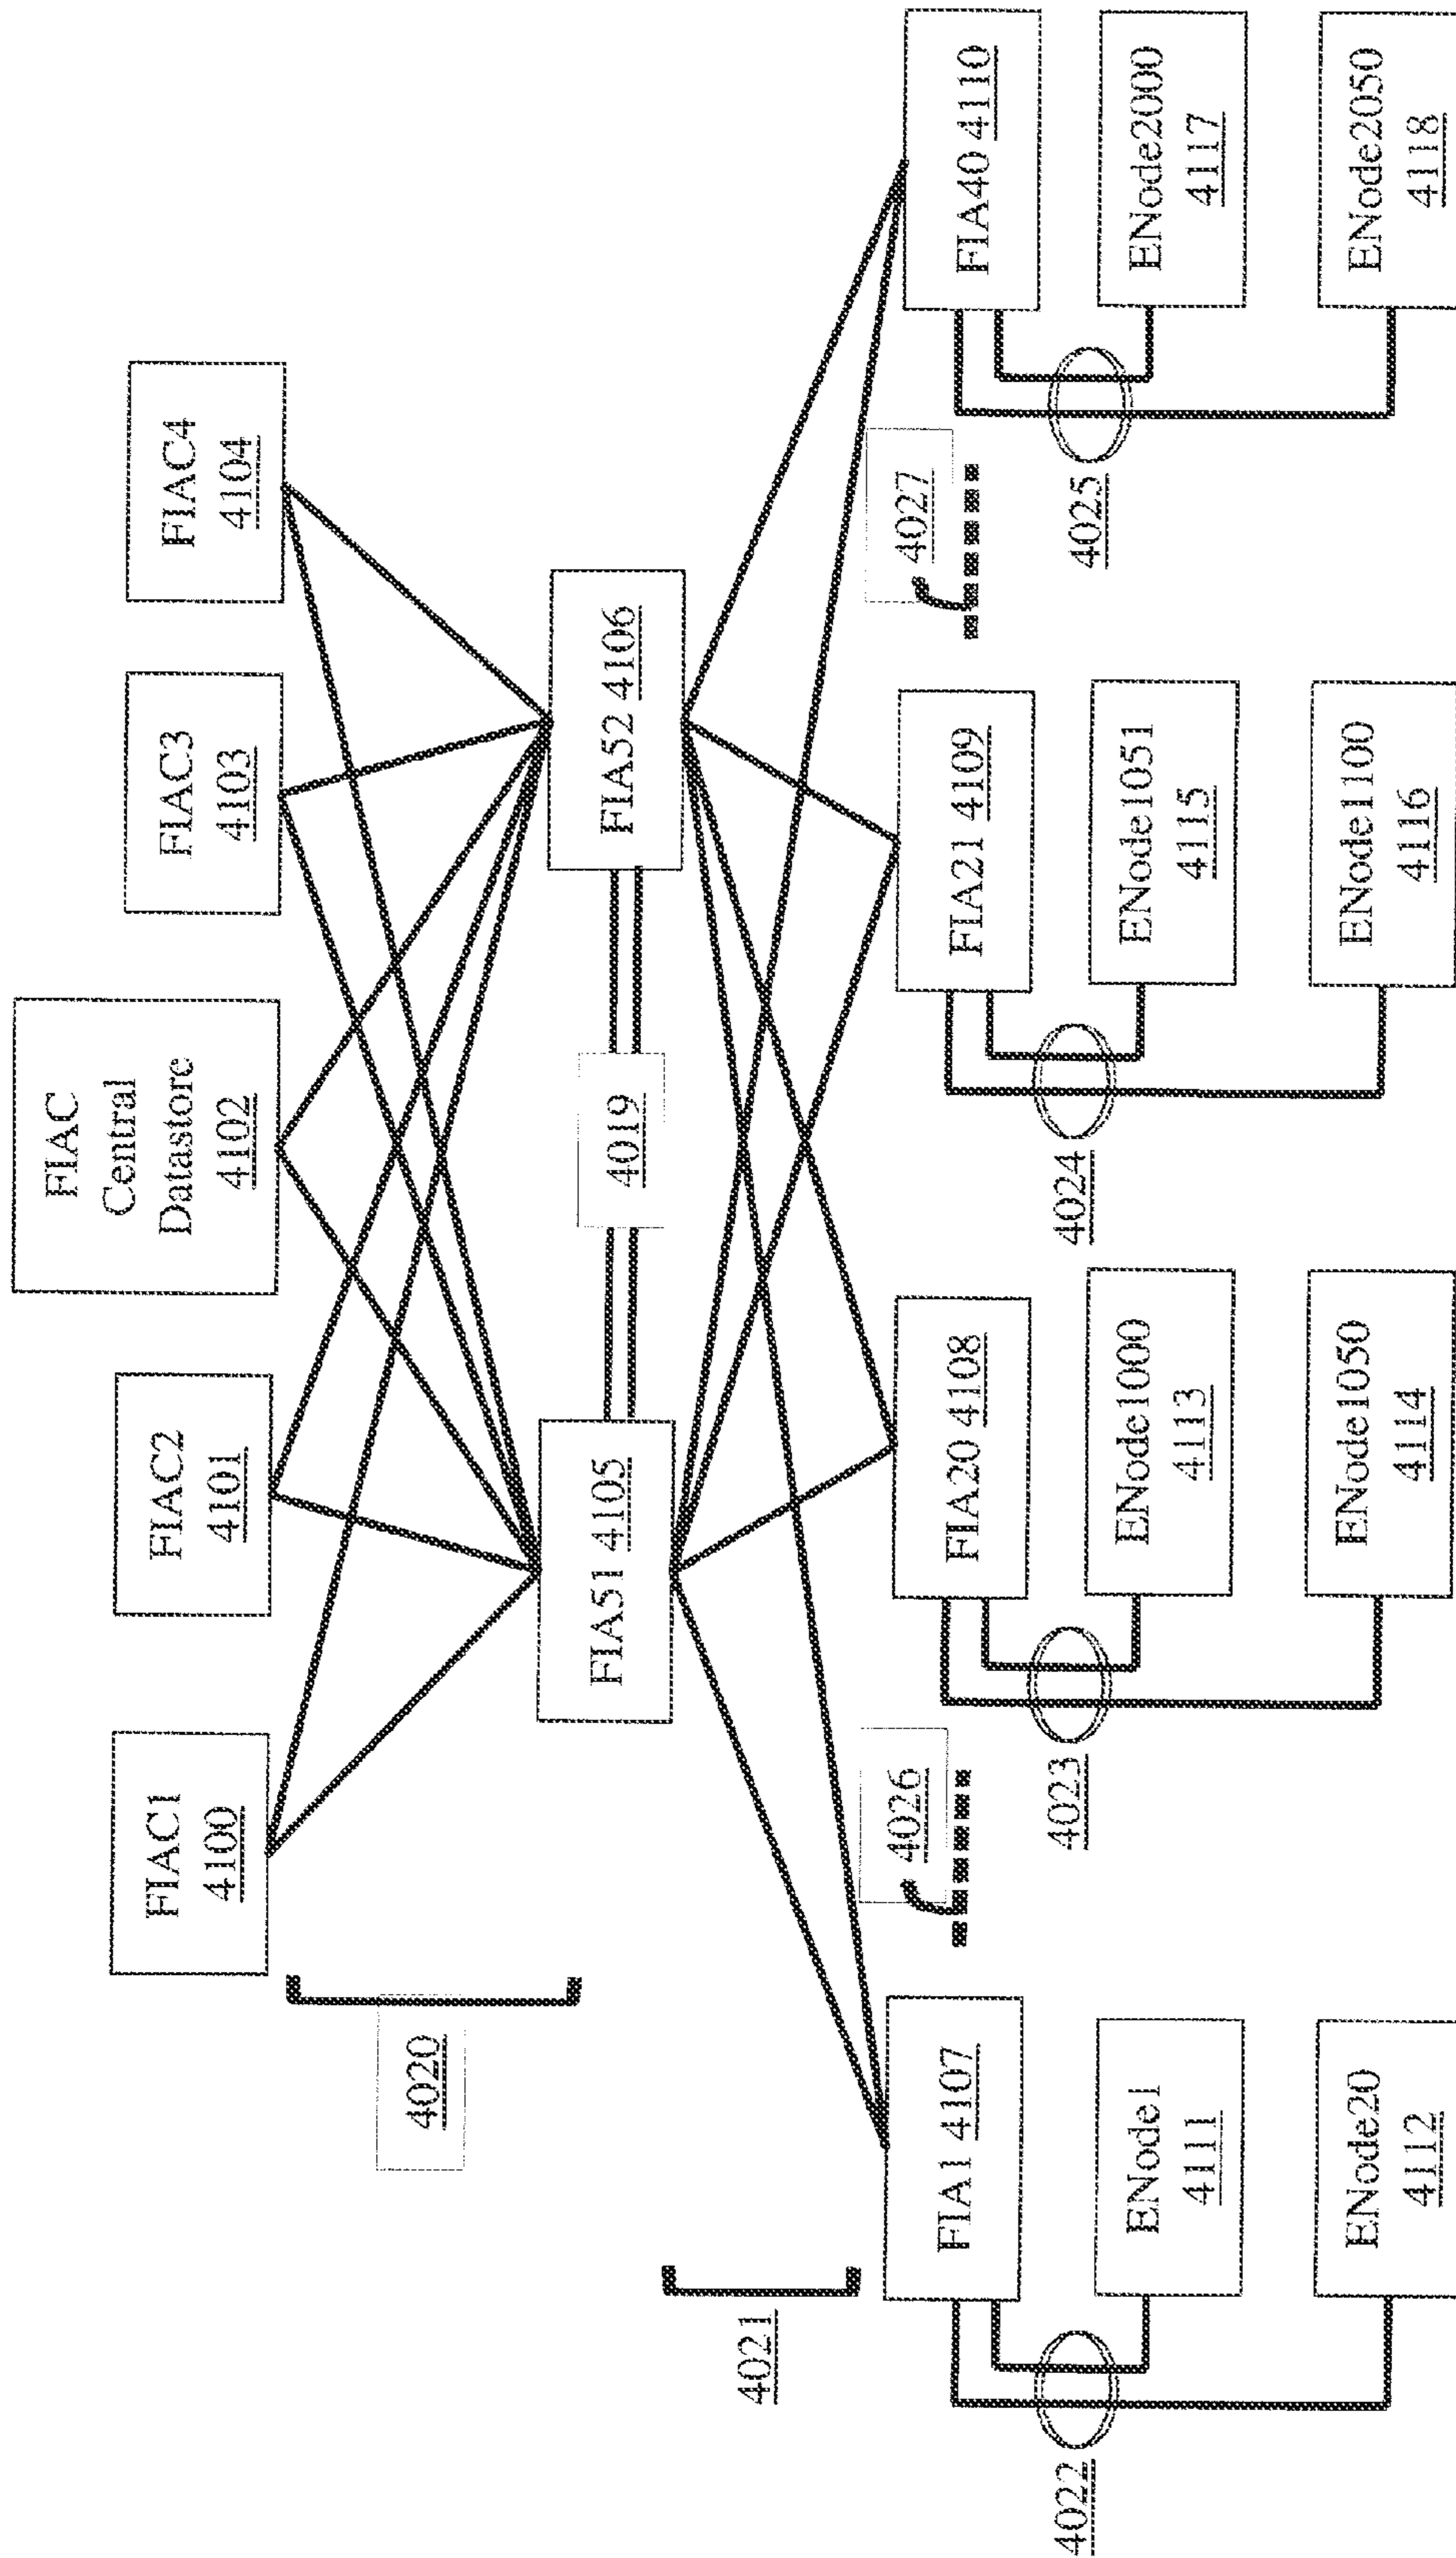 FIAC1
4100
FIAC2
4101
FIAC
Central
Datastore
4102
FIAC3
4103
FIAC4
4104
4020
FIA51 4105
4019
FIA52 4106
4021
4026
4027
FIA1 4107
FIA20 4108
FIA21 4109
FIA40 4110
4022
ENode1
4111
4023
ENode1000
4113
4024
ENode1051
4115
4025
ENode2000
4117
ENode20
4112
ENode1050
4114
ENode1100
4116
ENode2050
4118